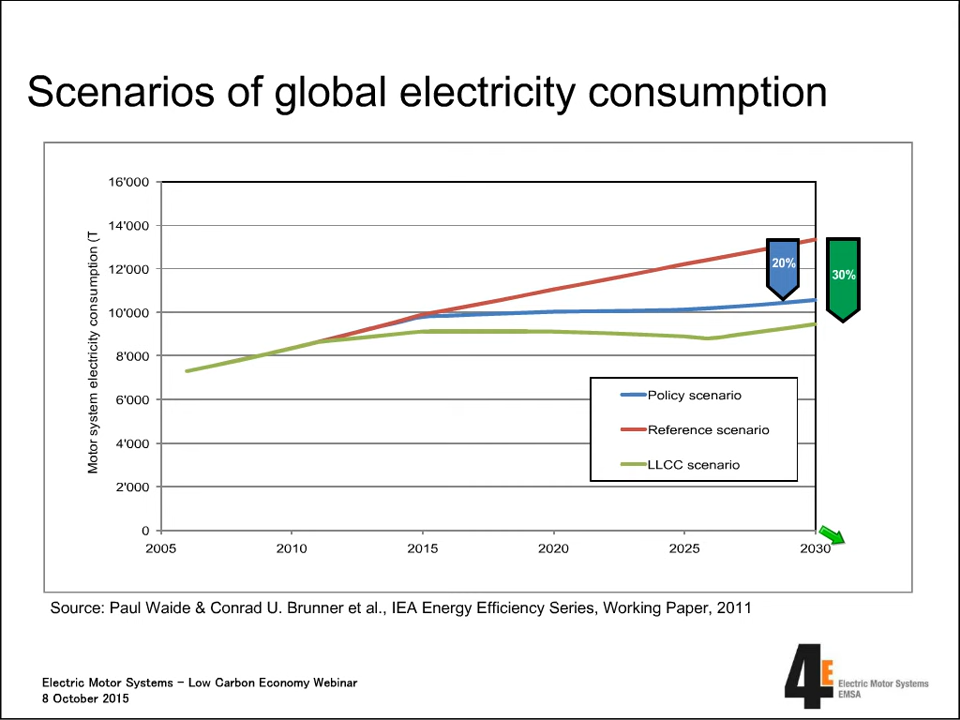 Scenarios of global electricity consumption
16'000
14'000
12'000
10'000
8'000
6'000
4'000
2'000
0
Motor system electricity consumption (T
2005 2010 2015 2020 2025 2030
20%
30%
Policy scenario
Reference scenario
LLCC scenario
Source: Paul Waide & Conrad U. Brunner et al., IEA Energy Efficiency Series, Working Paper, 2011
Electric Motor Systems – Low Carbon Economy Webinar
8 October 2015
4E
Electric Motor Systems
EMSA